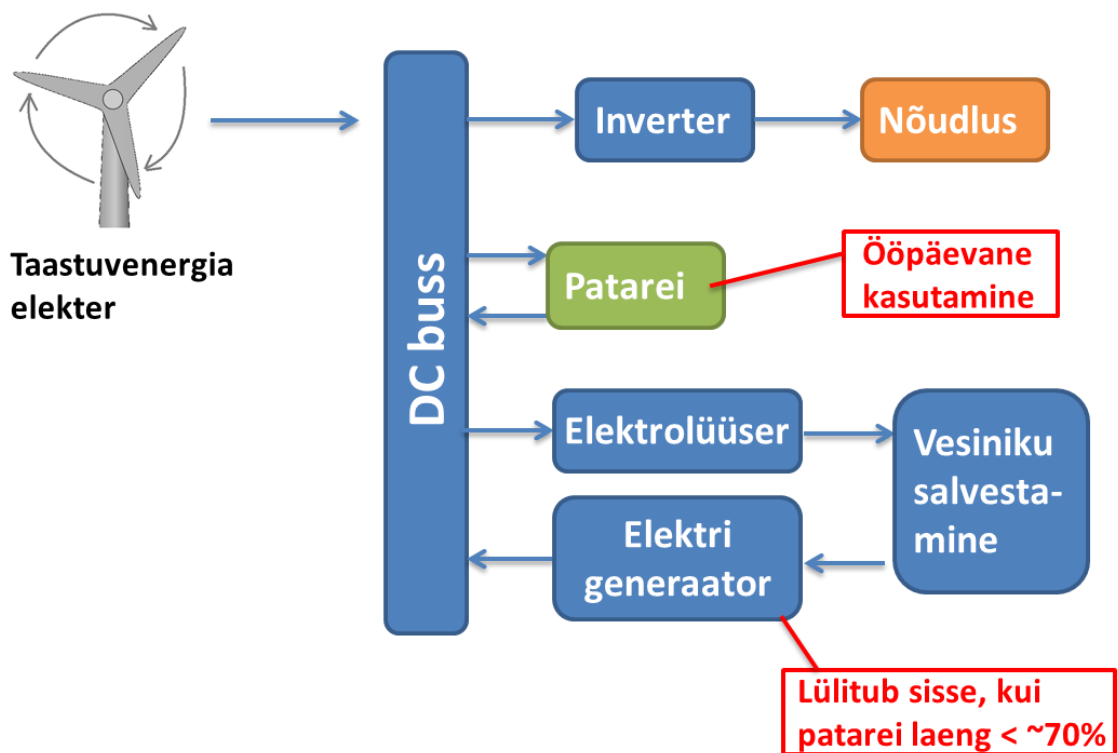 Taastuvenergia
elekter
DC buss
Inverter
Nõudlus
Patarei
Ööpäevane
kasutamine
Elektrolüüser
Vesiniku
salvesta-
mine
Elektri
generaator
Lülitub sisse, kui
patarei laeng < ~70%